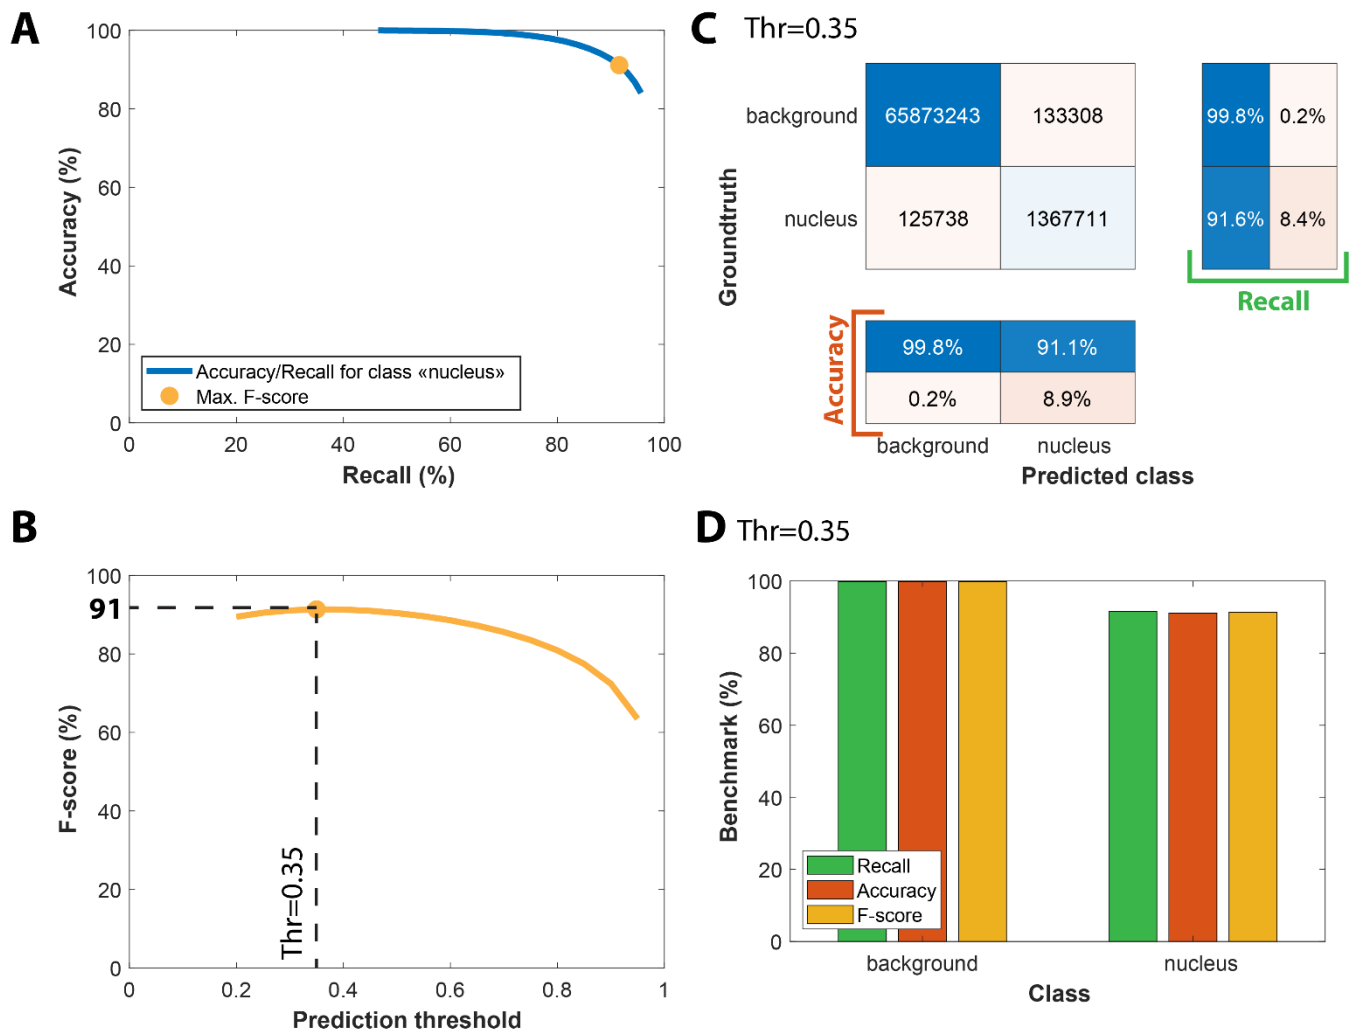 A
100
80
60
40
20
0
Accuracy (%)
Accuracy/Recall for class «nucleus»
Max. F-score
0
20
40
60
80
100
Recall (%)
B
100
91
80
60
40
20
0
F-score (%)
Thr=0.35
0
0.2
0.4
0.6
0.8
1
Prediction threshold
C Thr=0.35
Groundtruth
background
65873243
133308
99.8%
0.2%
nucleus
125738
1367711
91.6%
8.4%
Recall
Accuracy
99.8%
91.1%
0.2%
8.9%
background
nucleus
Predicted class
D Thr=0.35
100
80
60
40
20
0
Benchmark (%)
Recall
Accuracy
F-score
background
nucleus
Class